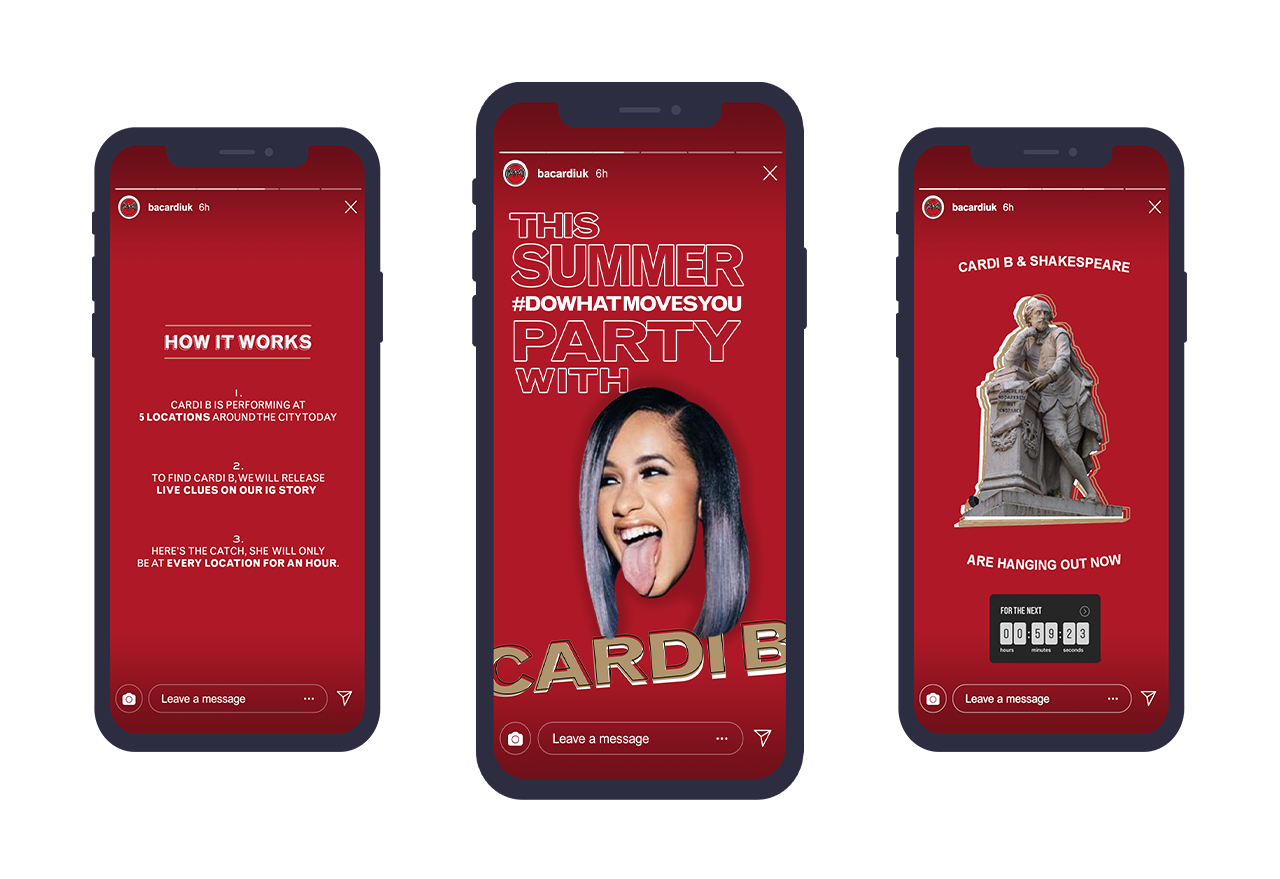 bacardiuk 6h
HOW IT WORKS
1.
CARDI B IS PERFORMING AT
5 LOCATIONS AROUND THE CITY TODAY
2.
TO FIND CARDI B, WE WILL RELEASE
LIVE CLUES ON OUR IG STORY
3.
HERE'S THE CATCH, SHE WILL ONLY
BE AT EVERY LOCATION FOR AN HOUR.
Leave a message
bacardiuk 6h
THIS
SUMMER
#DOWHATMOVESYOU
PARTY
WITH
CARDI B
Leave a message
bacardiuk 6h
CARDI B & SHAKESPEARE
ARE HANGING OUT NOW
FOR THE NEXT
00:59:23
hours minutes seconds
Leave a message